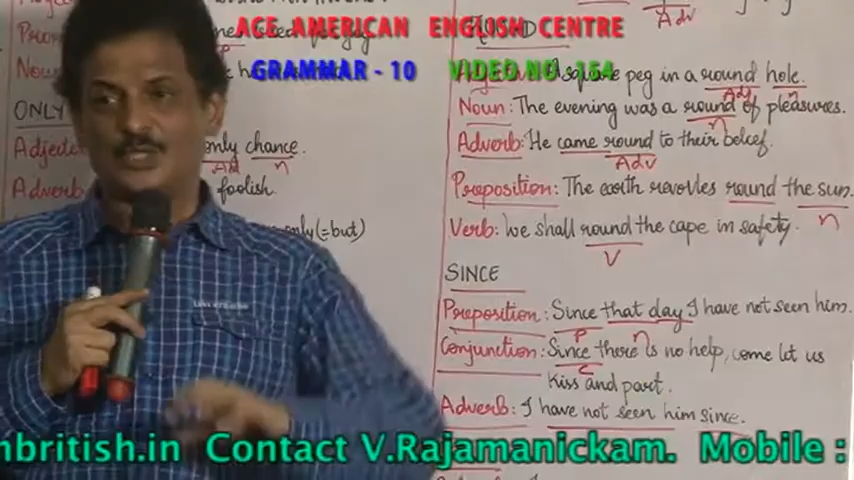 ACE AMERICAN ENGLISH CENTRE
GRAMMAR - 10 VIDEO NO. 154
ONLY
only chance.
Adj n
Adverb
foolish.
only (=but)
Adv
square peg in a round hole.
Adj n
Noun: The evening was a round of pleasures.
n
Adverb: He came round to their belief.
Adv
Preposition: The earth revolves round the sun.
n
Verb: We shall round the cape in safety.
V
SINCE
Preposition: Since that day I have not seen him.
P n
Conjunction: Since there is no help, come let us
C
kiss and part.
Adverb: I have not seen him since.
nbritish.in Contact V.Rajamanickam. Mobile :